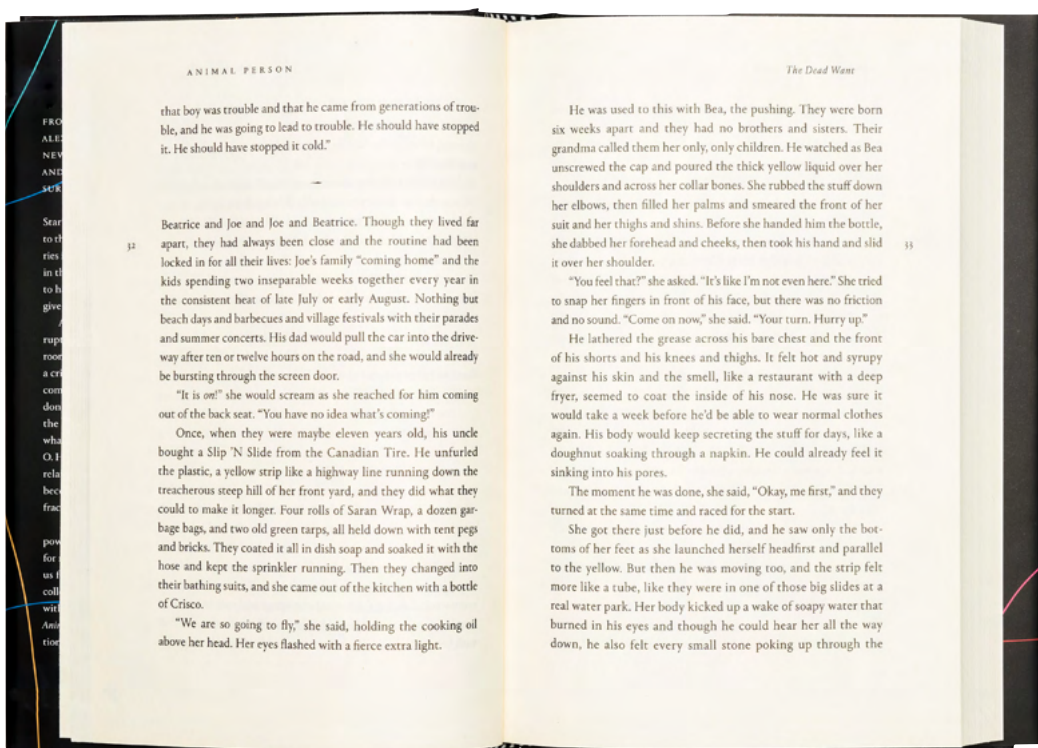 FRO
ALE
NEV
AND
SUR
Star
to th
ries
in th
to h
give
A
rupt
room
a cri
com
don
the
wha
O. H
rela
bec
frac
pow
for
us f
coll
with
Anim
tion
ANIMAL PERSON
that boy was trouble and that he came from generations of trou-
ble, and he was going to lead to trouble. He should have stopped
it. He should have stopped it cold."
—
Beatrice and Joe and Joe and Beatrice. Though they lived far
32
apart, they had always been close and the routine had been
locked in for all their lives: Joe's family "coming home" and the
kids spending two inseparable weeks together every year in
the consistent heat of late July or early August. Nothing but
beach days and barbecues and village festivals with their parades
and summer concerts. His dad would pull the car into the drive-
way after ten or twelve hours on the road, and she would already
be bursting through the screen door.
"It is on!" she would scream as she reached for him coming
out of the back seat. "You have no idea what's coming!"
Once, when they were maybe eleven years old, his uncle
bought a Slip 'N Slide from the Canadian Tire. He unfurled
the plastic, a yellow strip like a highway line running down the
treacherous steep hill of her front yard, and they did what they
could to make it longer. Four rolls of Saran Wrap, a dozen gar-
bage bags, and two old green tarps, all held down with tent pegs
and bricks. They coated it all in dish soap and soaked it with the
hose and kept the sprinkler running. Then they changed into
their bathing suits, and she came out of the kitchen with a bottle
of Crisco.
"We are so going to fly," she said, holding the cooking oil
above her head. Her eyes flashed with a fierce extra light.
The Dead Want
He was used to this with Bea, the pushing. They were born
six weeks apart and they had no brothers and sisters. Their
grandma called them her only, only children. He watched as Bea
unscrewed the cap and poured the thick yellow liquid over her
shoulders and across her collar bones. She rubbed the stuff down
her elbows, then filled her palms and smeared the front of her
suit and her thighs and shins. Before she handed him the bottle,
she dabbed her forehead and cheeks, then took his hand and slid
33
it over her shoulder.
"You feel that?" she asked. "It's like I'm not even here." She tried
to snap her fingers in front of his face, but there was no friction
and no sound. "Come on now," she said. "Your turn. Hurry up."
He lathered the grease across his bare chest and the front
of his shorts and his knees and thighs. It felt hot and syrupy
against his skin and the smell, like a restaurant with a deep
fryer, seemed to coat the inside of his nose. He was sure it
would take a week before he'd be able to wear normal clothes
again. His body would keep secreting the stuff for days, like a
doughnut soaking through a napkin. He could already feel it
sinking into his pores.
The moment he was done, she said, "Okay, me first," and they
turned at the same time and raced for the start.
She got there just before he did, and he saw only the bot-
toms of her feet as she launched herself headfirst and parallel
to the yellow. But then he was moving too, and the strip felt
more like a tube, like they were in one of those big slides at a
real water park. Her body kicked up a wake of soapy water that
burned in his eyes and though he could hear her all the way
down, he also felt every small stone poking up through the